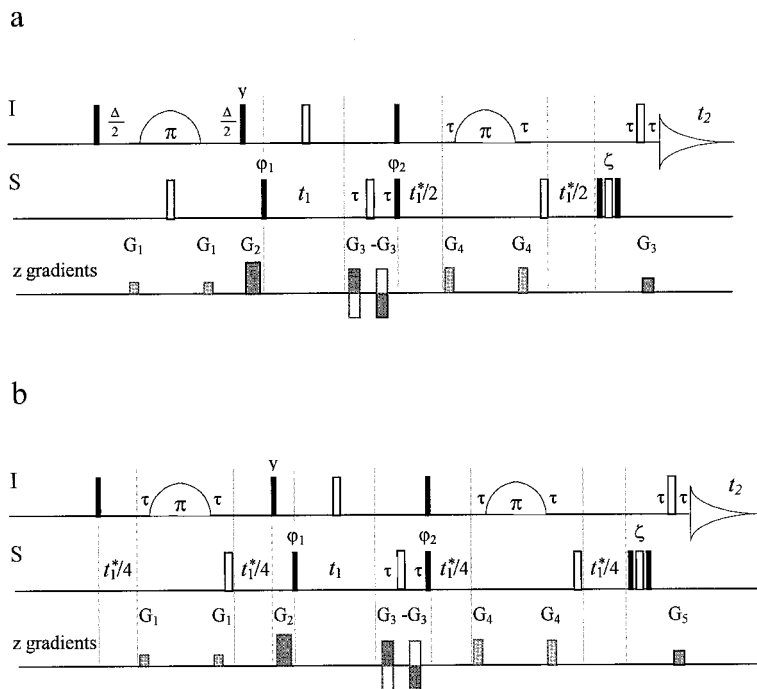 a
y
I Δ/2 π Δ/2 τ π τ τ τ t₂
φ₁ φ₂ ζ
S t₁ τ τ t₁*/2 t₁*/2
G₁ G₁ G₂ G₃ -G₃ G₄ G₄ G₃
z gradients
b
y
I τ π τ τ π τ τ τ t₂
φ₁ φ₂ ζ
S t₁*/4 t₁*/4 t₁ τ τ t₁*/4 t₁*/4
G₁ G₁ G₂ G₃ -G₃ G₄ G₄ G₅
z gradients